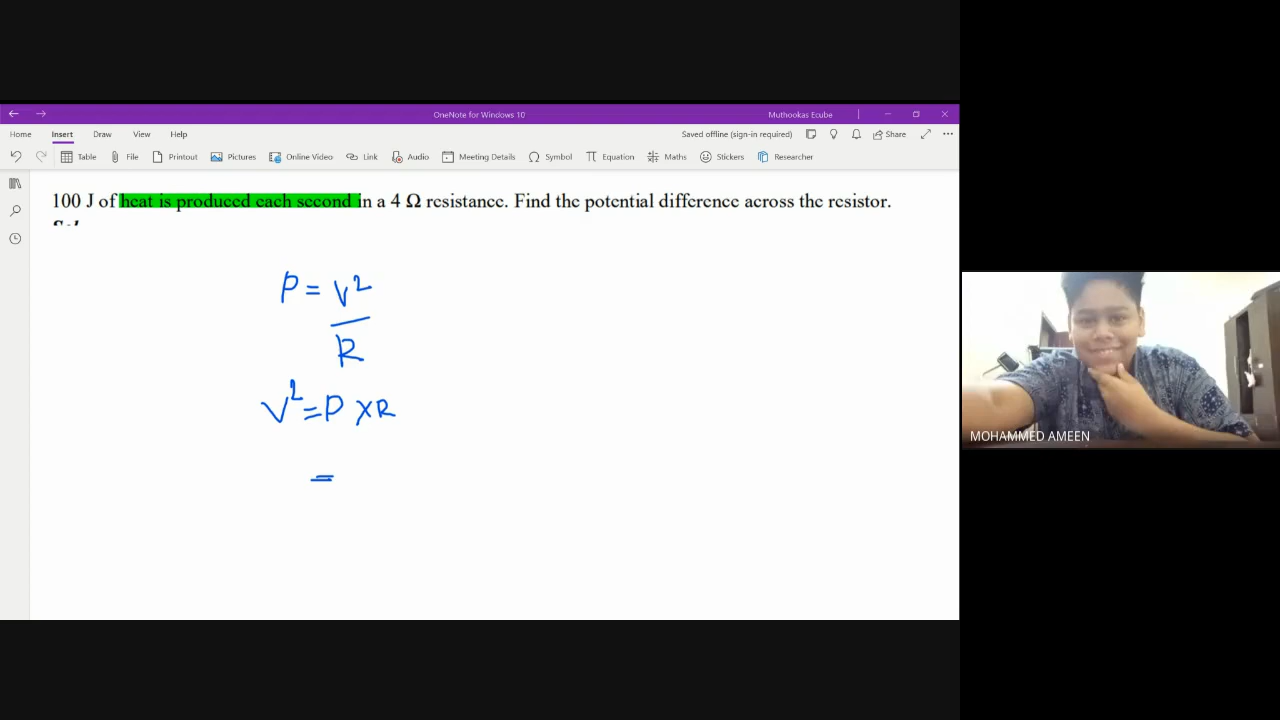 OneNote for Windows 10
Muthookas Ecube
Home Insert Draw View Help
Saved offline (sign-in required) Share
Table File Printout Pictures Online Video Link Audio Meeting Details Symbol Equation Maths Stickers Researcher
100 J of heat is produced each second in a 4 Ω resistance. Find the potential difference across the resistor.
P = V²
R
V² = P × R
=
MOHAMMED AMEEN